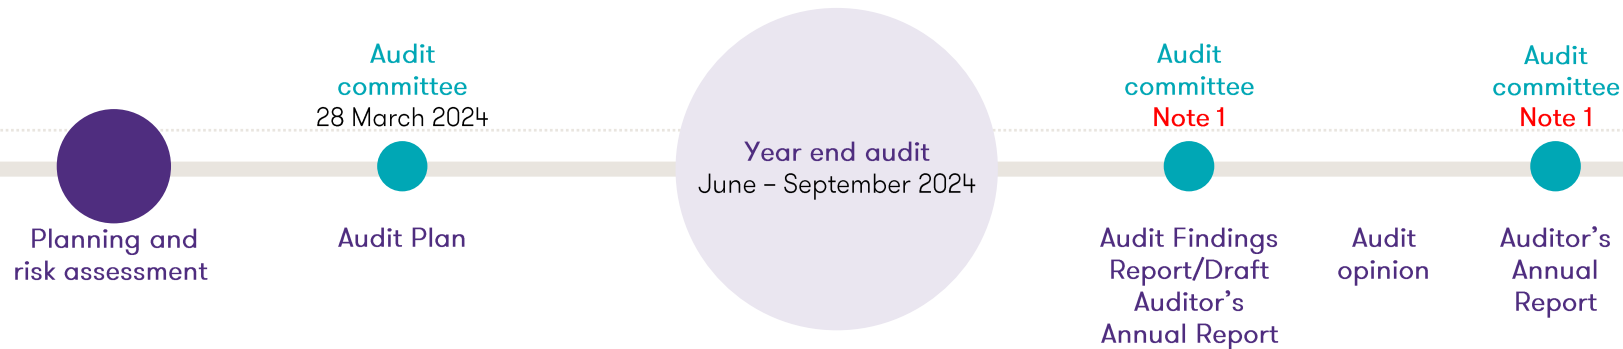 Audit
committee
28 March 2024
Audit
committee
Note 1
Audit
committee
Note 1
Year end audit
June – September 2024
Planning and
risk assessment
Audit Plan
Audit Findings
Report/Draft
Auditor’s
Annual Report
Audit
opinion
Auditor’s
Annual
Report